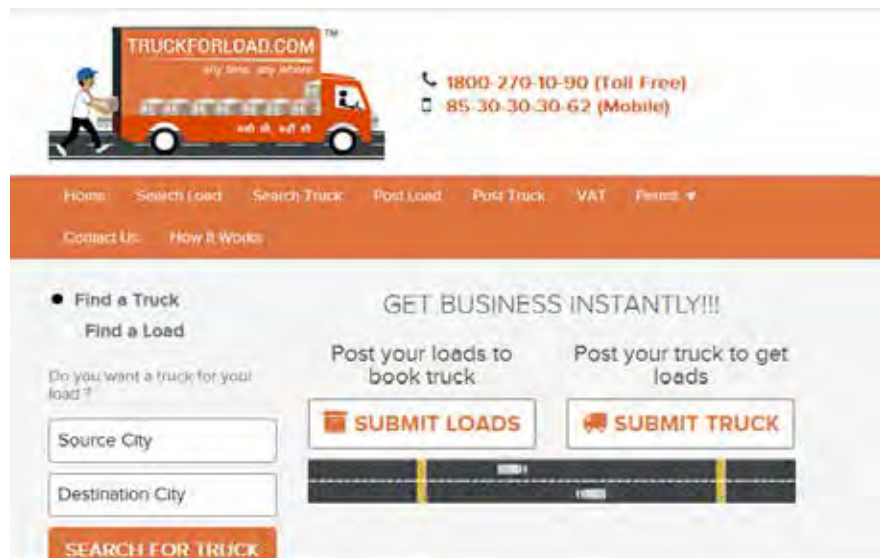 TRUCKFORLOAD.COM
TM
any time, any where
कभी भी, कहीं भी
1800-270-10-90 (Toll Free)
85-30-30-30-62 (Mobile)
Home Search Load Search Truck Post Load Post Truck VAT Permit
Contact Us How It Works
Find a Truck
Find a Load
Do you want a truck for your
load ?
Source City
Destination City
SEARCH FOR TRUCK
GET BUSINESS INSTANTLY!!!
Post your loads to
book truck
SUBMIT LOADS
Post your truck to get
loads
SUBMIT TRUCK